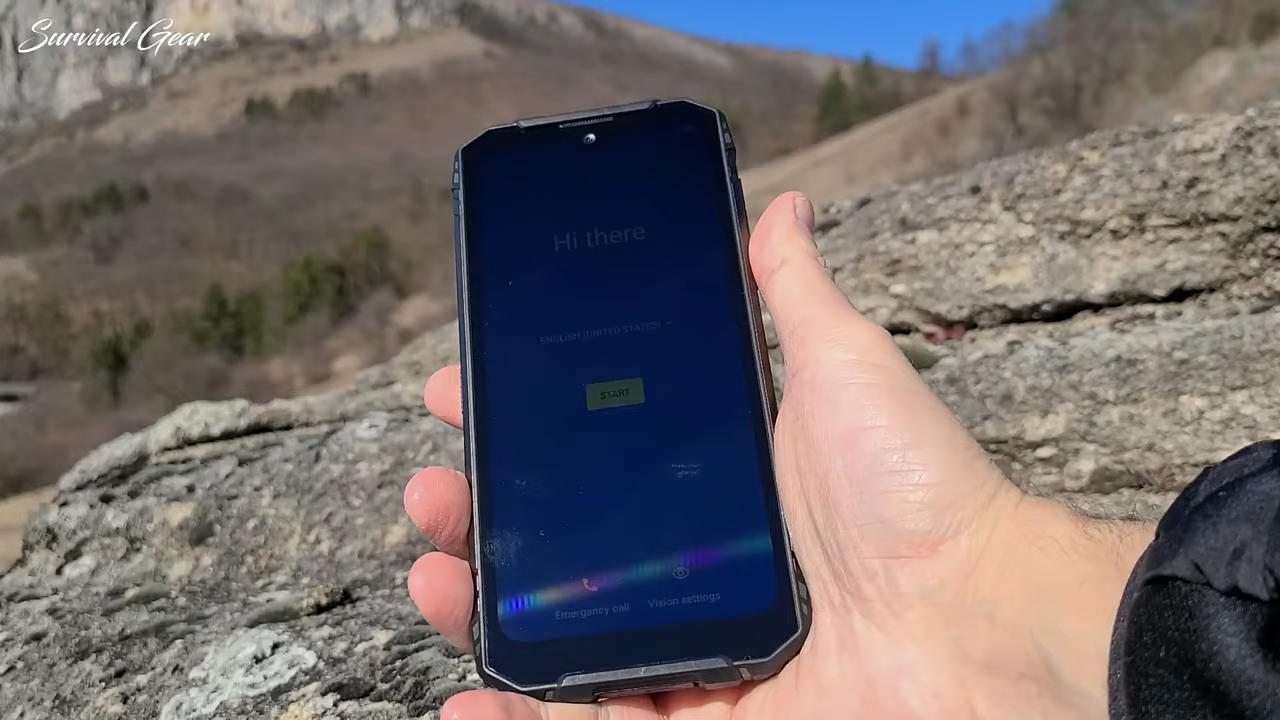 Survival Gear
Hi there
ENGLISH (UNITED STATES)
START
Emergency call
Vision settings